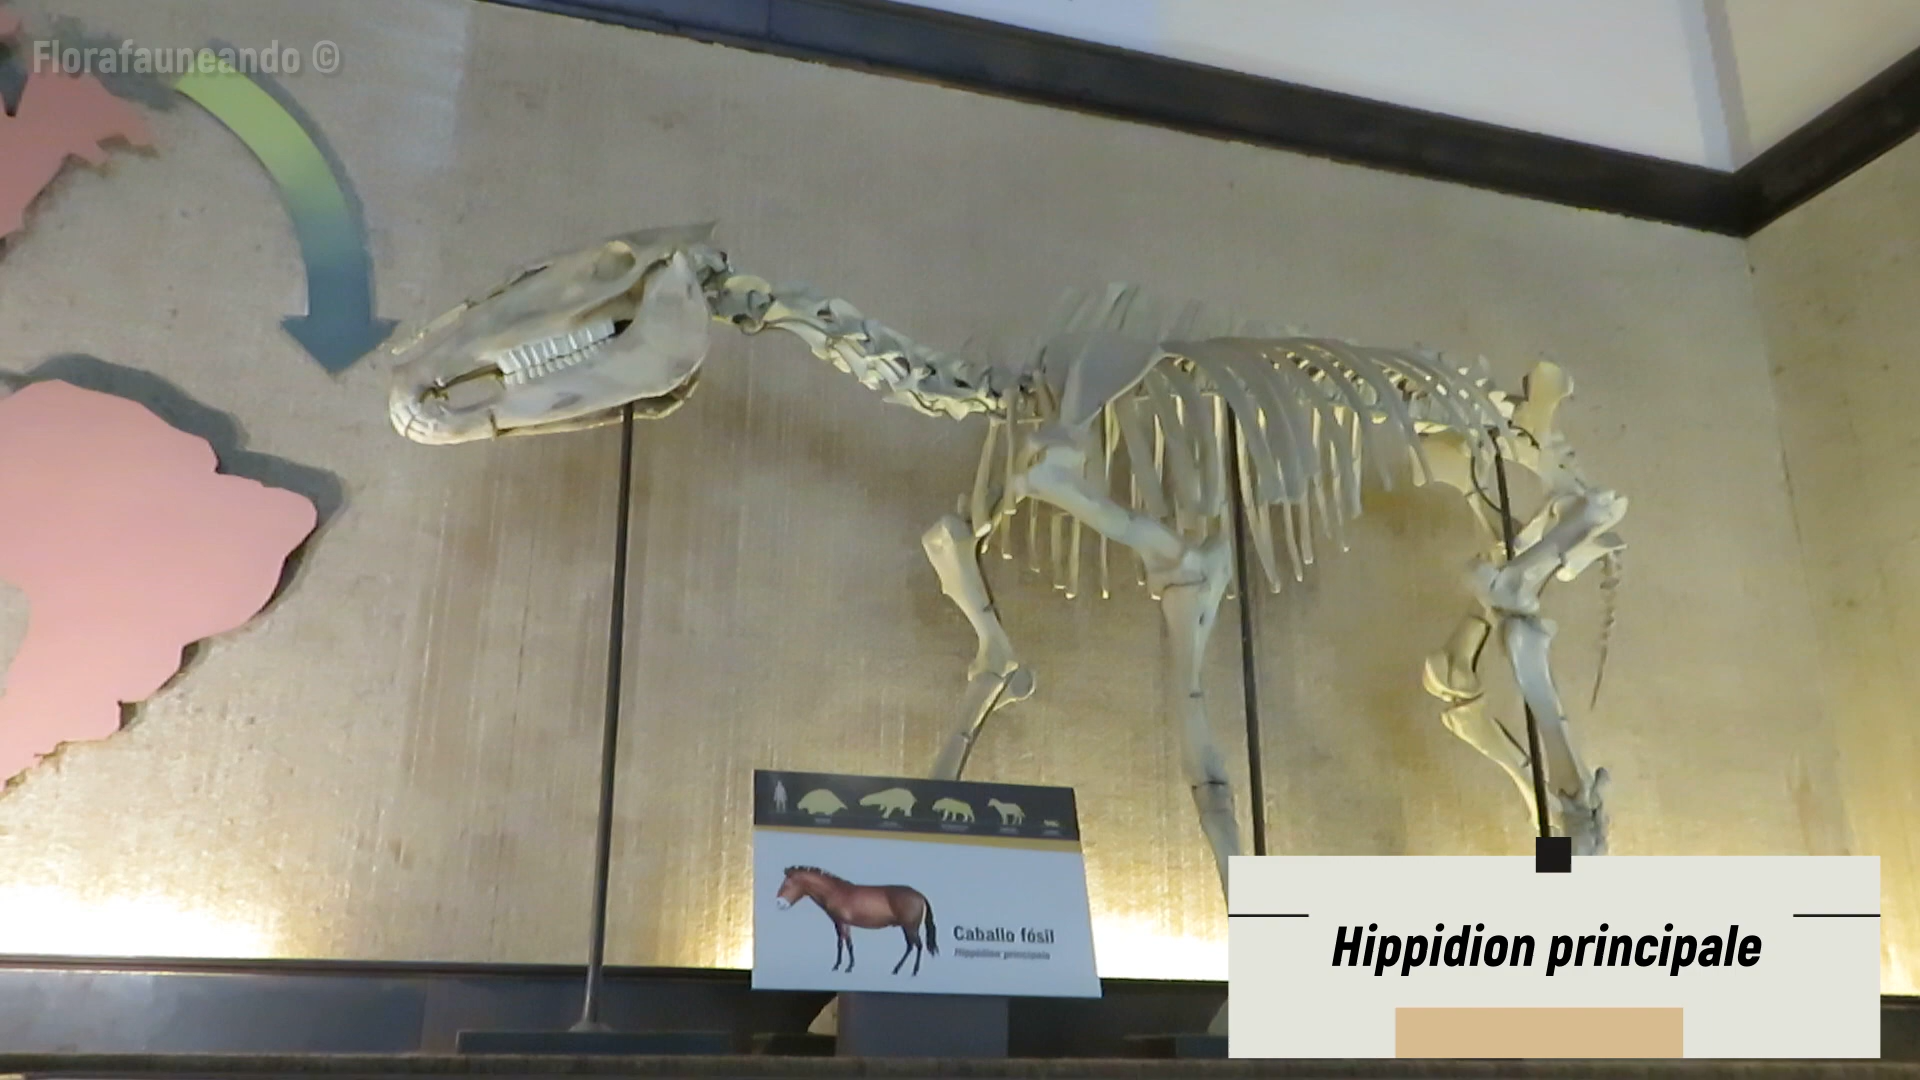 Florafauneando ©
Caballo fósil
Hippidion principale
Hippidion principale